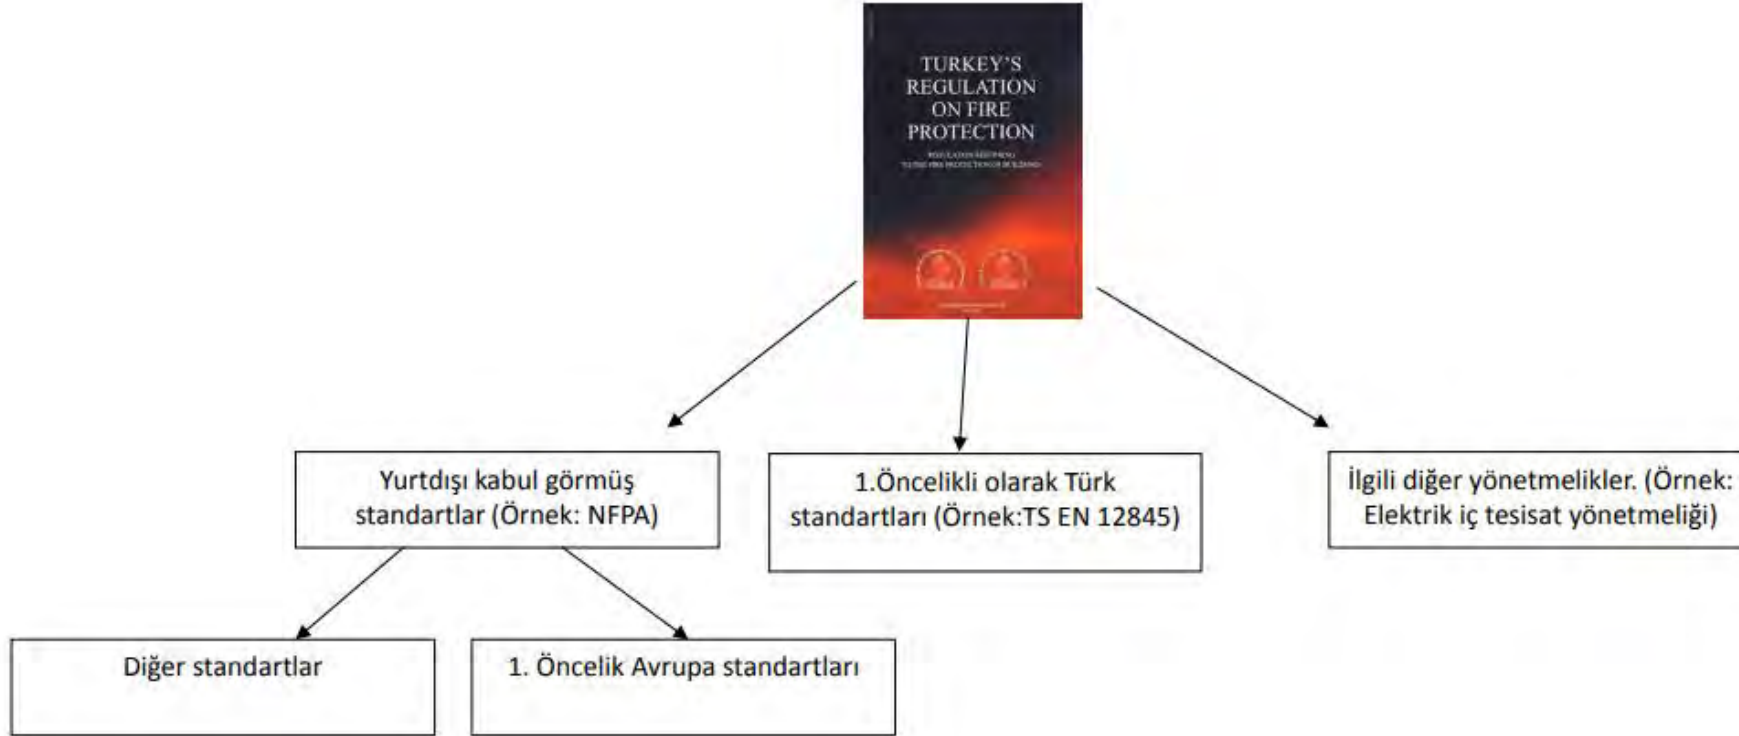 TURKEY'S
REGULATION
ON FIRE
PROTECTION
Yurtdışı kabul görmüş
standartlar (Örnek: NFPA)
1.Öncelikli olarak Türk
standartları (Örnek:TS EN 12845)
İlgili diğer yönetmelikler. (Örnek:
Elektrik iç tesisat yönetmeliği)
Diğer standartlar
1. Öncelik Avrupa standartları